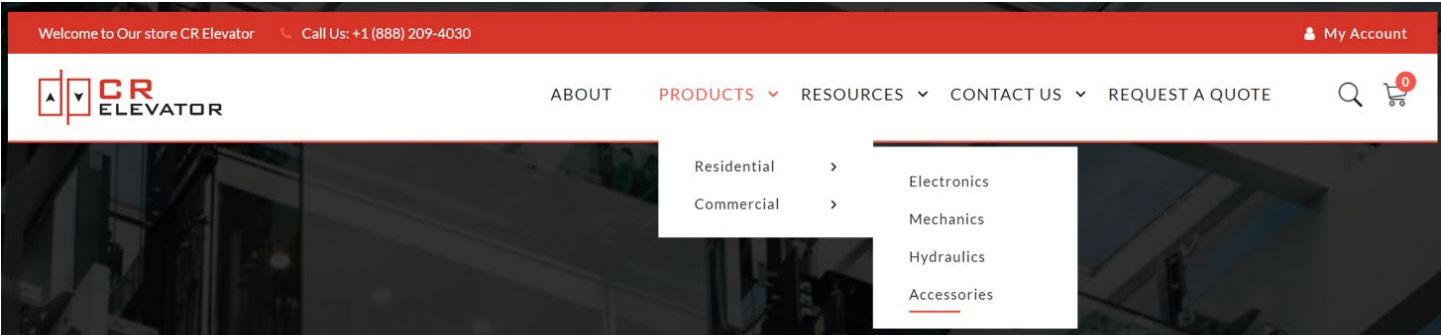 Welcome to Our store CR Elevator Call Us: +1 (888) 209-4030 My Account
CR
ELEVATOR
ABOUT PRODUCTS RESOURCES CONTACT US REQUEST A QUOTE 0
Residential
Commercial
Electronics
Mechanics
Hydraulics
Accessories